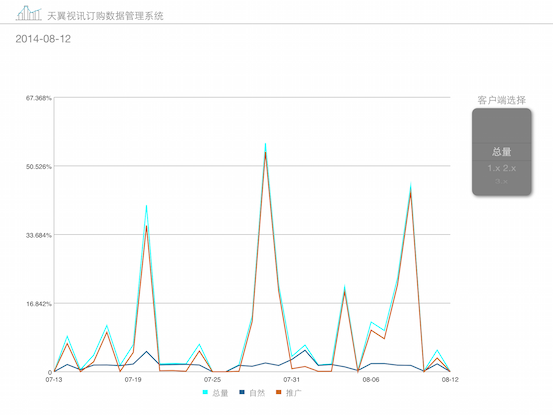 天翼视讯订购数据管理系统
2014-08-12
客户端选择
总量
1.x 2.x
67.368%
50.526%
33.684%
16.842%
0
07-13 07-19 07-25 07-31 08-06 08-12
总量 自然 推广